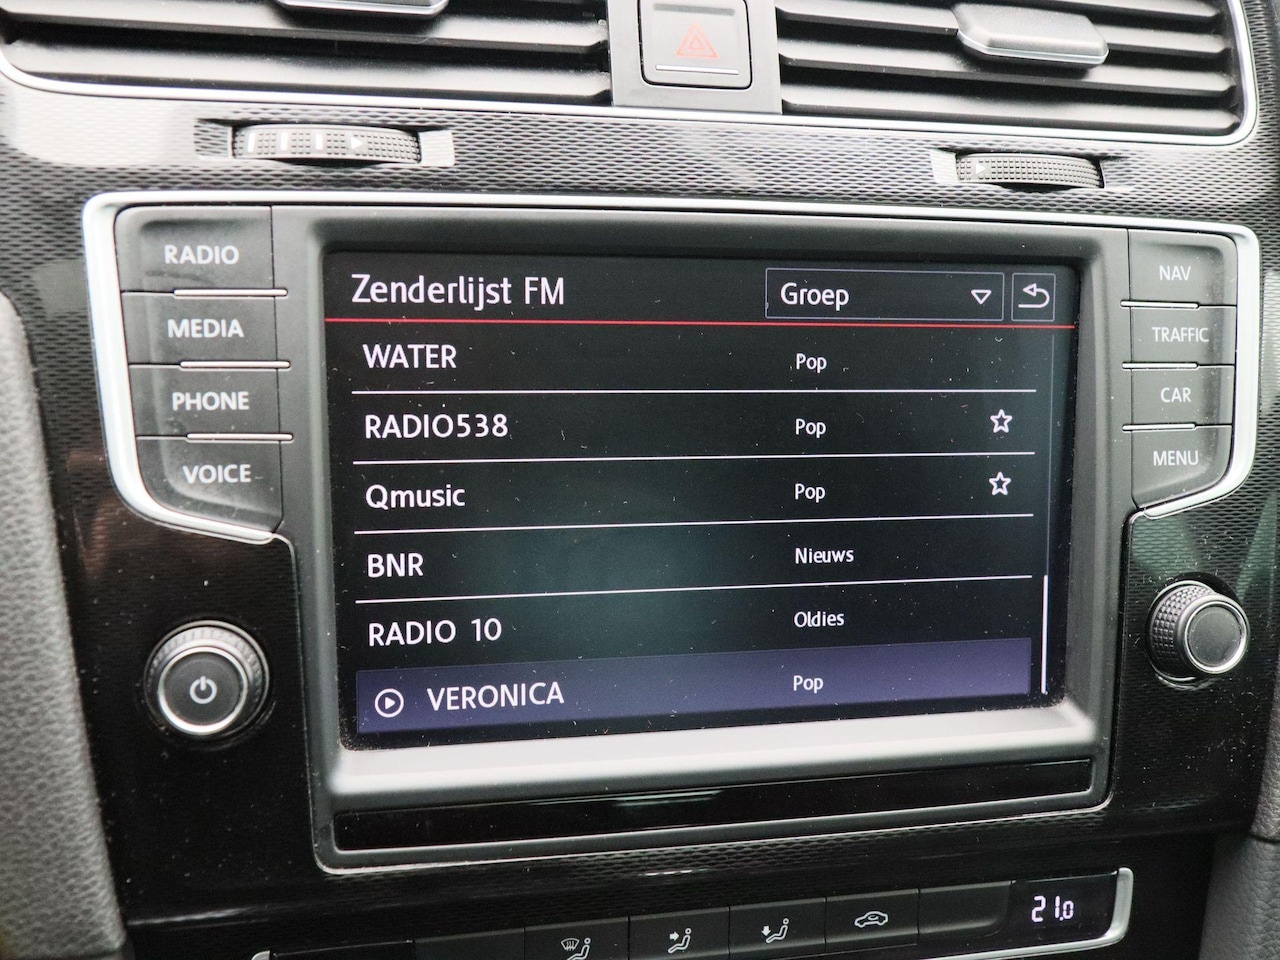 RADIO
MEDIA
PHONE
VOICE
Zenderlijst FM Groep
WATER Pop
RADIO538 Pop
Qmusic Pop
BNR Nieuws
RADIO 10 Oldies
VERONICA Pop
NAV
TRAFFIC
CAR
MENU
21.0